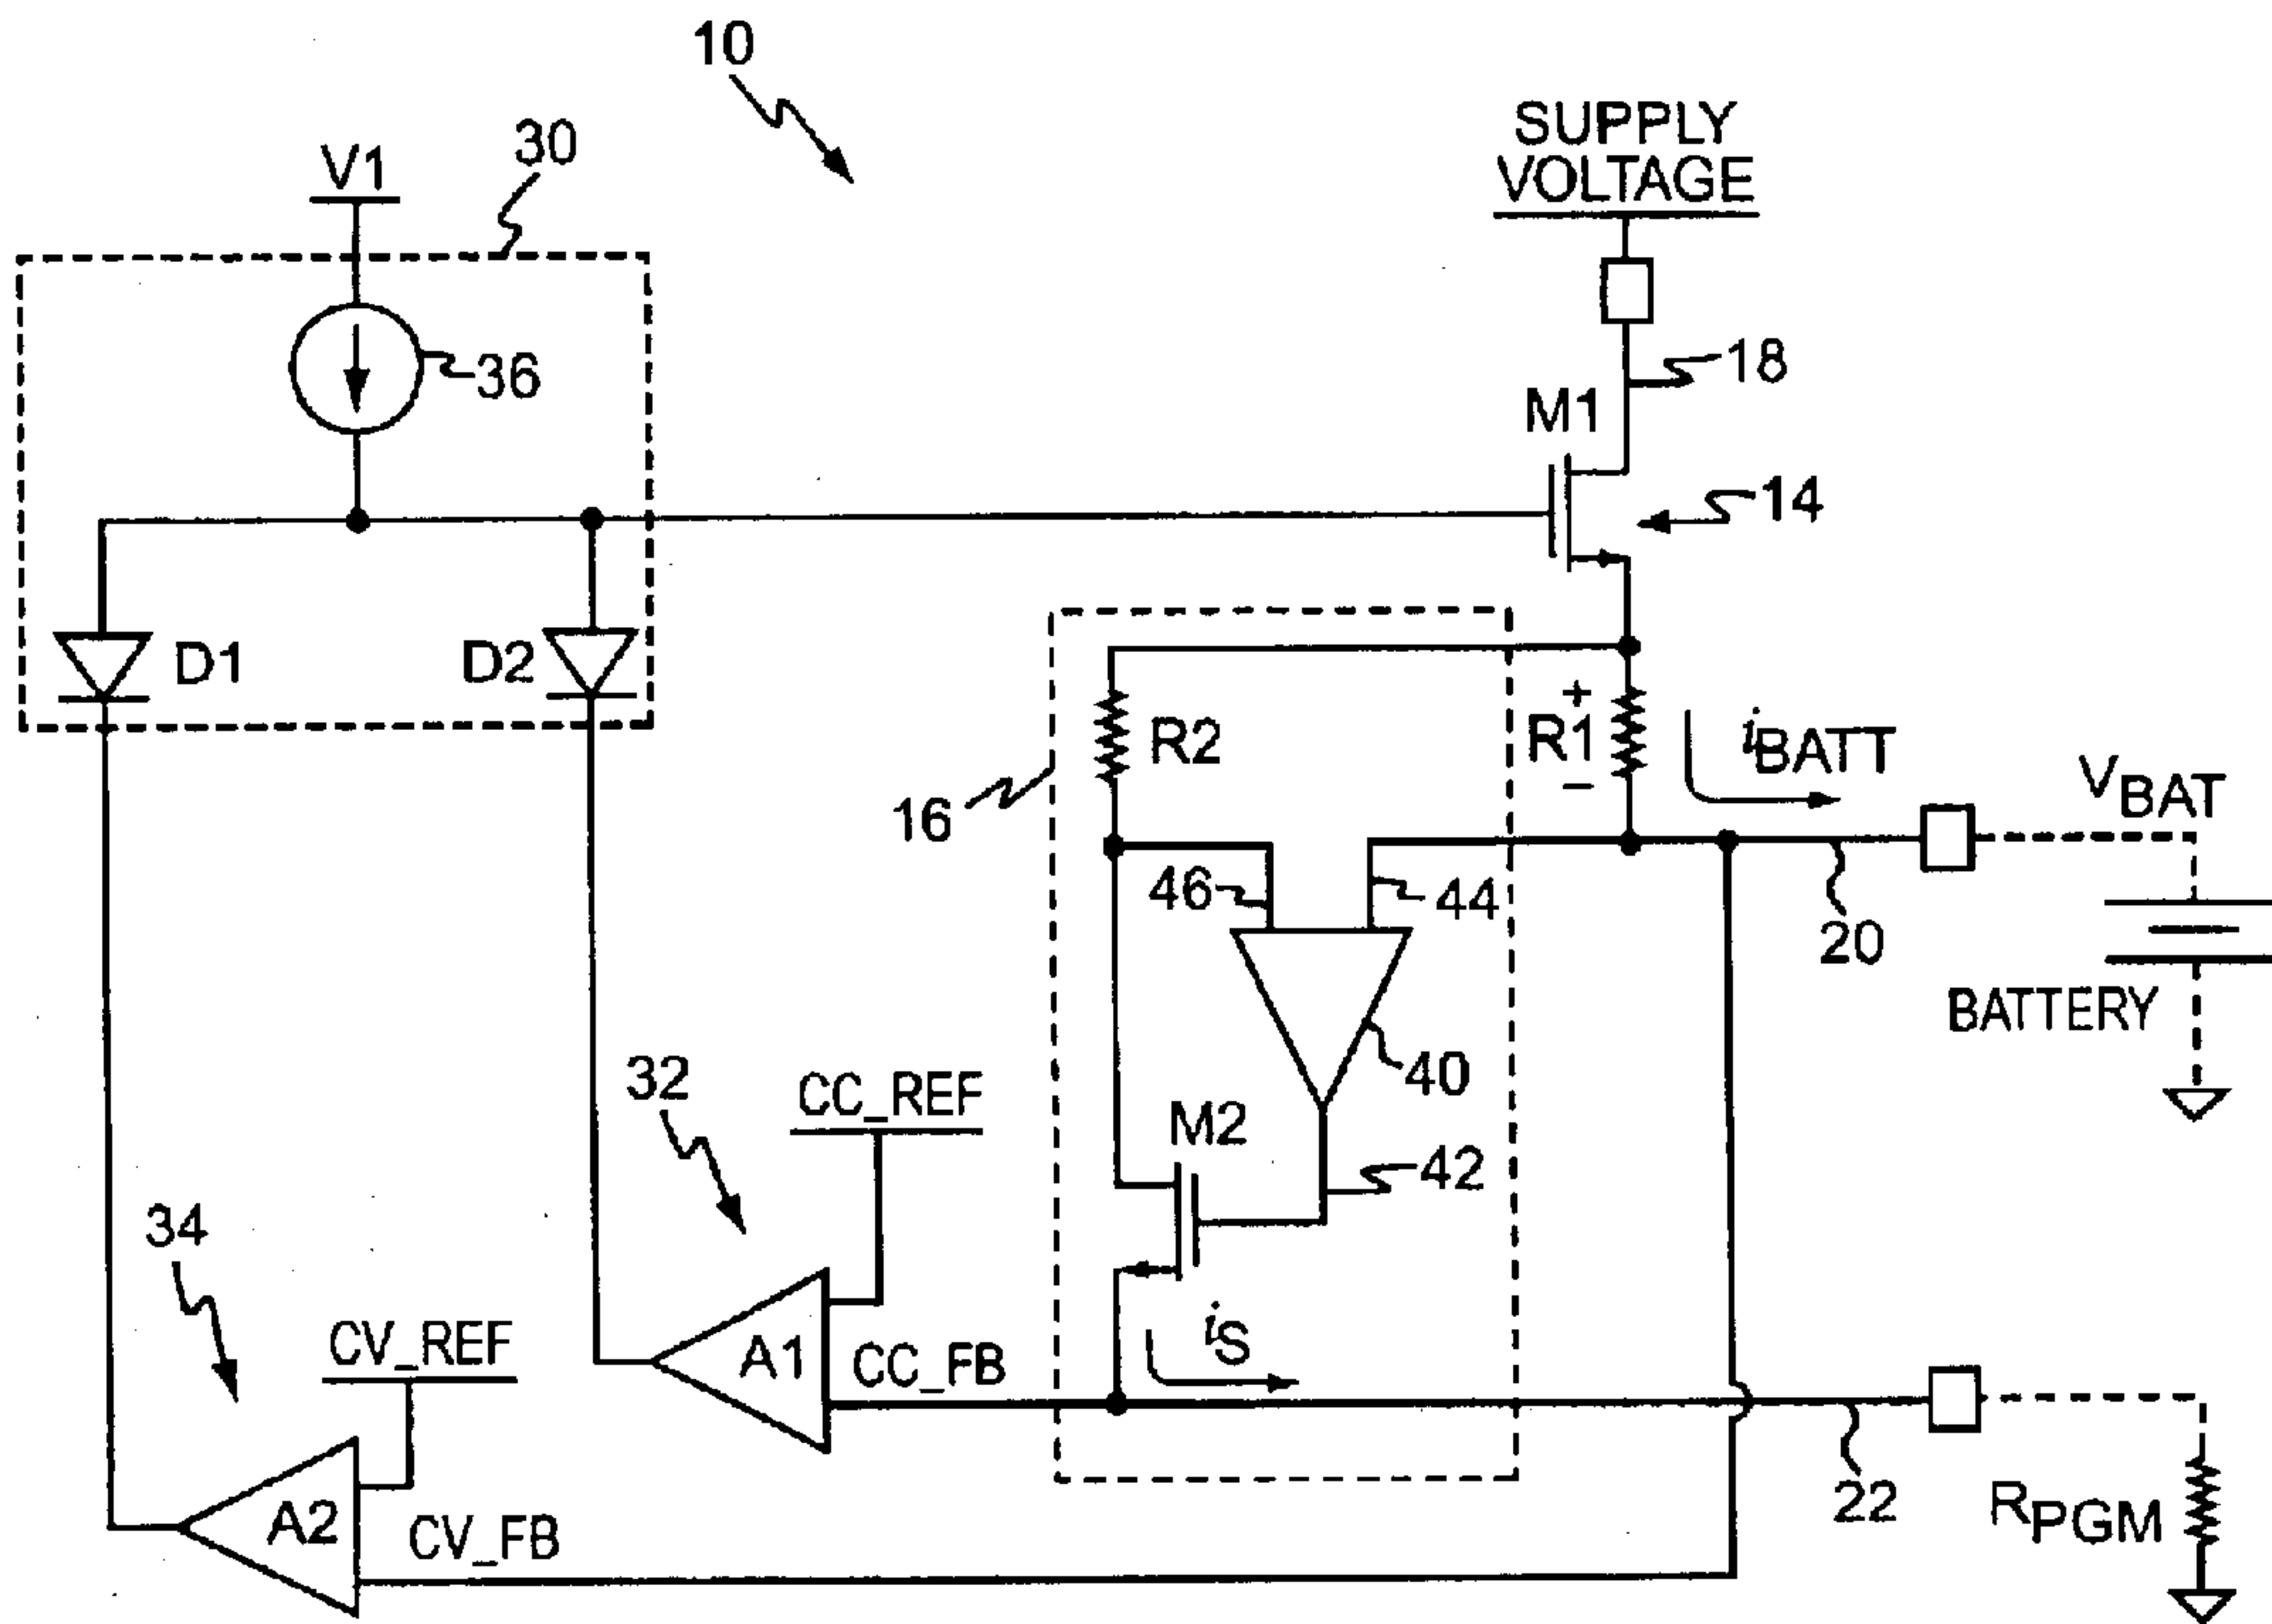 10
SUPPLY
VOLTAGE
V1
30
36
18
M1
14
D1
D2
R2
+
R1
−
iBATT
VBAT
16
46
44
20
BATTERY
40
32
CC_REF
M2
42
34
CV_REF
A1
CC_FB
iS
A2
CV_FB
22
RPGM